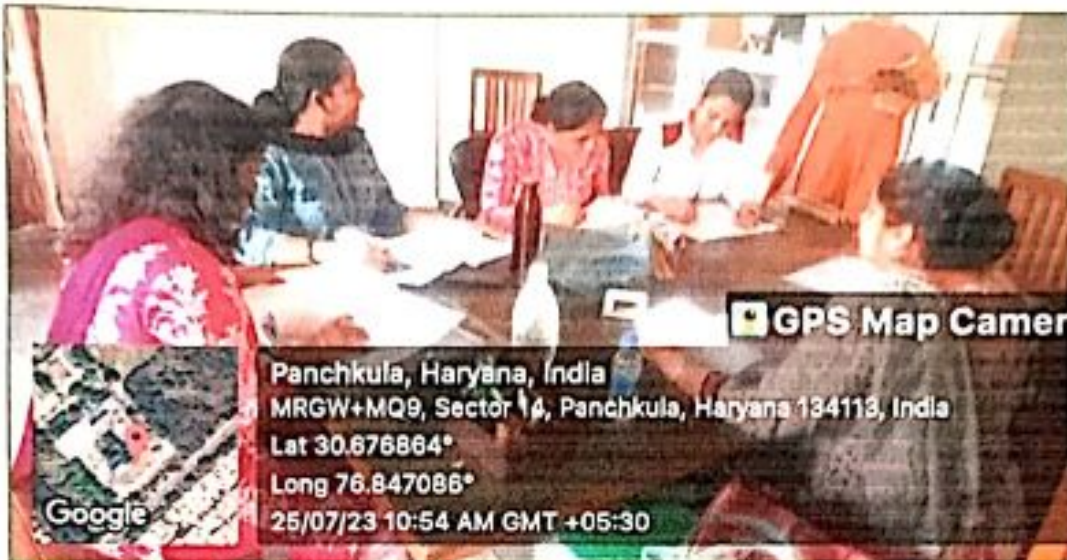 GPS Map Camer
Panchkula, Haryana, India
MRGW+MQ9, Sector 14, Panchkula, Haryana 134113, India
Lat 30.676864°
Long 76.847086°
25/07/23 10:54 AM GMT +05:30
Google